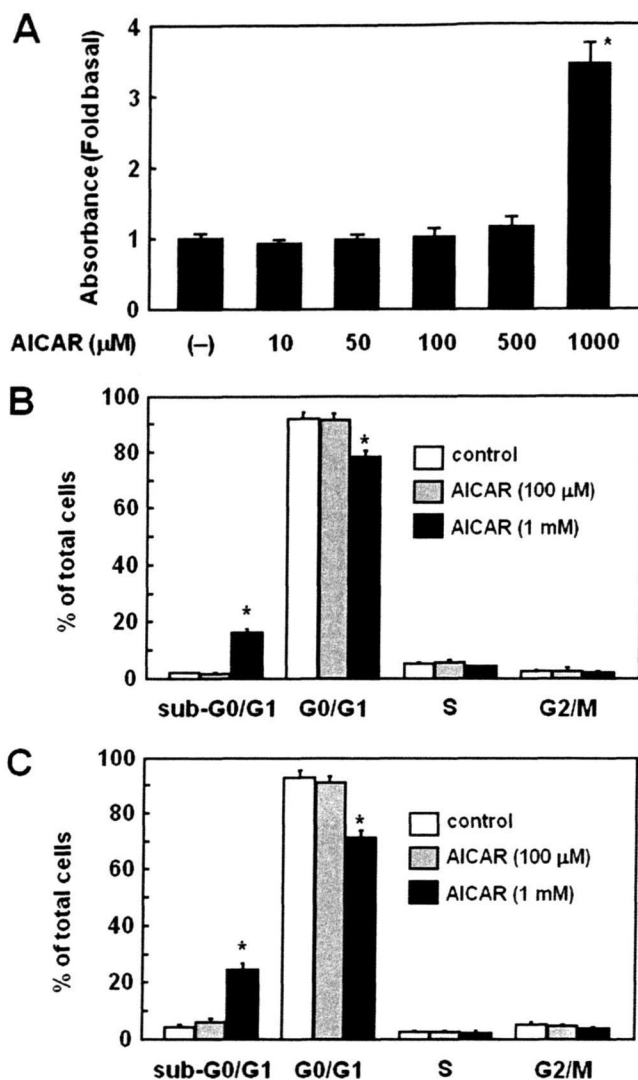 A
Absorbance (Fold basal)
4
3
2
1
0
*
AICAR (μM) (–) 10 50 100 500 1000
B
% of total cells
100
80
60
40
20
0
*
*
control
AICAR (100 μM)
AICAR (1 mM)
sub-G0/G1 G0/G1 S G2/M
C
% of total cells
100
80
60
40
20
0
*
*
control
AICAR (100 μM)
AICAR (1 mM)
sub-G0/G1 G0/G1 S G2/M